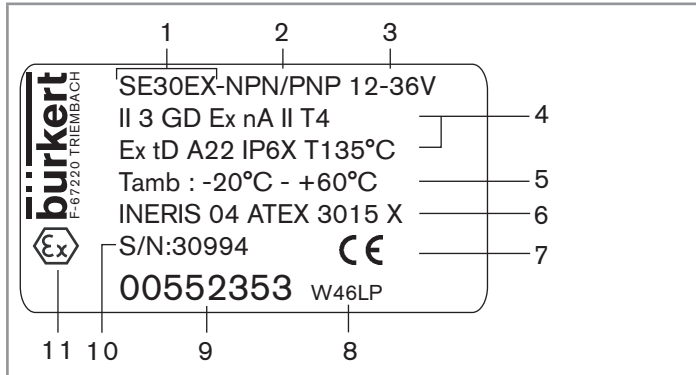 1 2 3
SE30EX-NPN/PNP 12-36V
II 3 GD Ex nA II T4
4
Ex tD A22 IP6X T135°C
Tamb : -20°C - +60°C
5
INERIS 04 ATEX 3015 X
6
S/N:30994 CE
7
00552353 W46LP
bürkert
F-67220 TRIEMBACH
Ex
11 10 9 8